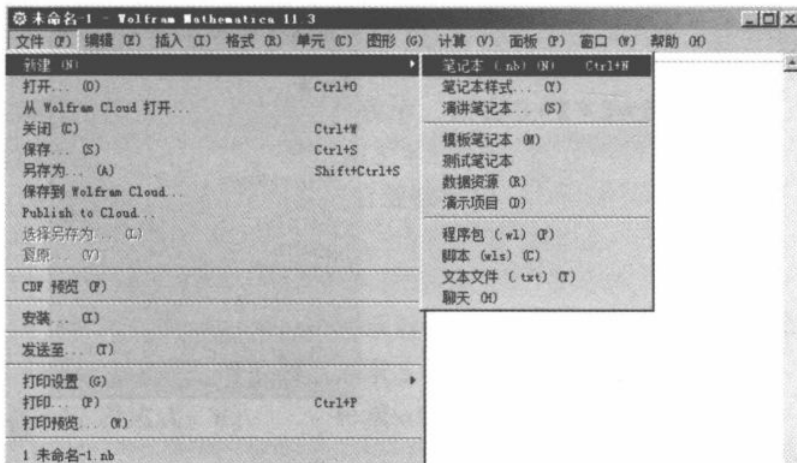 未命名-1 - Wolfram Mathematica 11.3
文件 (F) 编辑 (E) 插入 (I) 格式 (R) 单元 (C) 图形 (G) 计算 (V) 面板 (P) 窗口 (W) 帮助 (H)
新建 (N)
打开... (O) Ctrl+O
从 Wolfram Cloud 打开...
关闭 (C) Ctrl+W
保存... (S) Ctrl+S
另存为... (A) Shift+Ctrl+S
保存到 Wolfram Cloud...
Publish to Cloud...
选择另存为... (L)
复原... (V)
CDF 预览 (F)
安装... (I)
发送至... (T)
打印设置 (G)
打印... (P) Ctrl+P
打印预览... (W)
1 未命名-1.nb
笔记本 (.nb) (N) Ctrl+N
笔记本样式... (Y)
演讲笔记本... (S)
模板笔记本 (M)
测试笔记本
数据资源 (R)
演示项目 (D)
程序包 (.wl) (P)
脚本 (wls) (C)
文本文件 (.txt) (T)
聊天 (H)